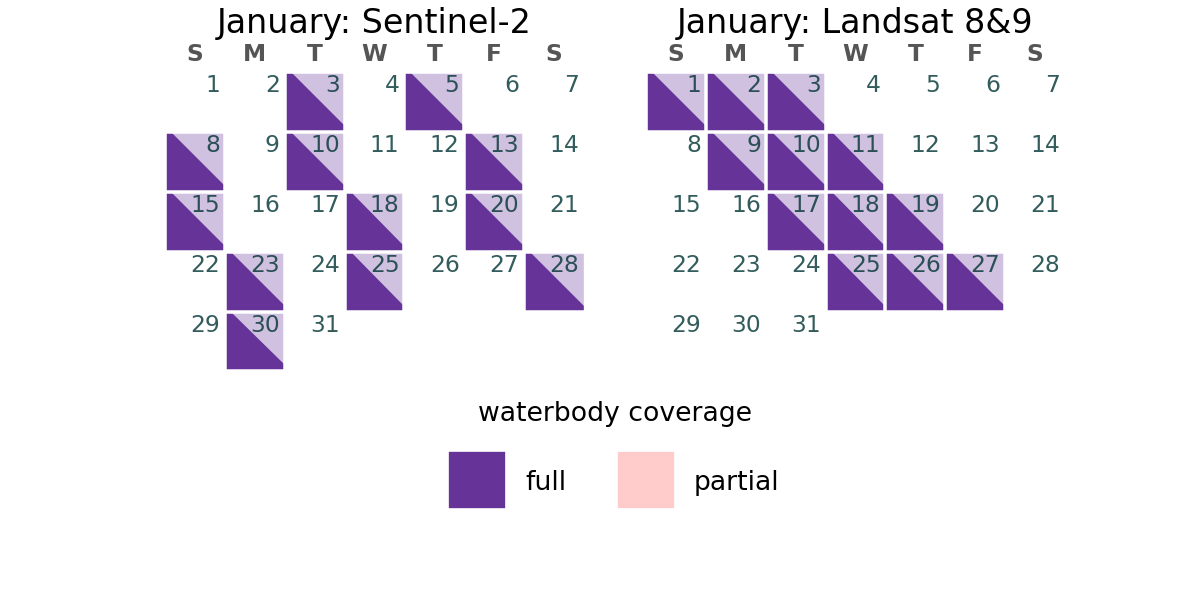 January: Sentinel-2
S M T W T F S
1 2 3 4 5 6 7
8 9 10 11 12 13 14
15 16 17 18 19 20 21
22 23 24 25 26 27 28
29 30 31
January: Landsat 8&9
S M T W T F S
1 2 3 4 5 6 7
8 9 10 11 12 13 14
15 16 17 18 19 20 21
22 23 24 25 26 27 28
29 30 31
waterbody coverage
full partial